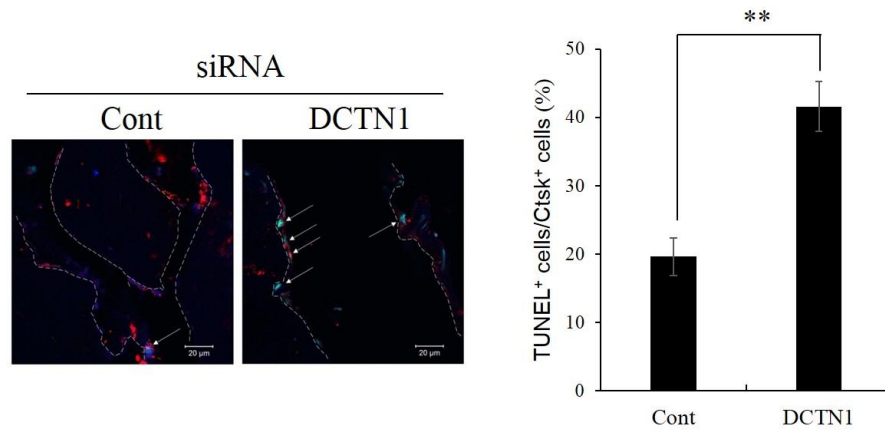 siRNA
Cont DCTN1
20 μm 20 μm
**
TUNEL⁺ cells/Ctsk⁺ cells (%)
50
40
30
20
10
0
Cont DCTN1